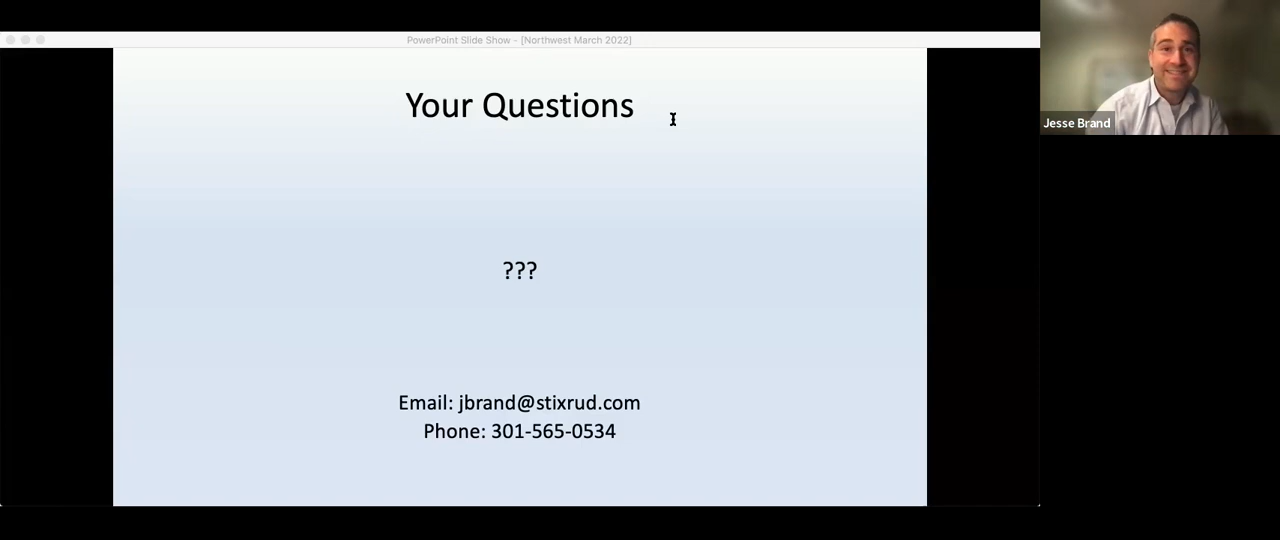 PowerPoint Slide Show - [Northwest March 2022]
Your Questions
???
Email: jbrand@stixrud.com
Phone: 301-565-0534
Jesse Brand